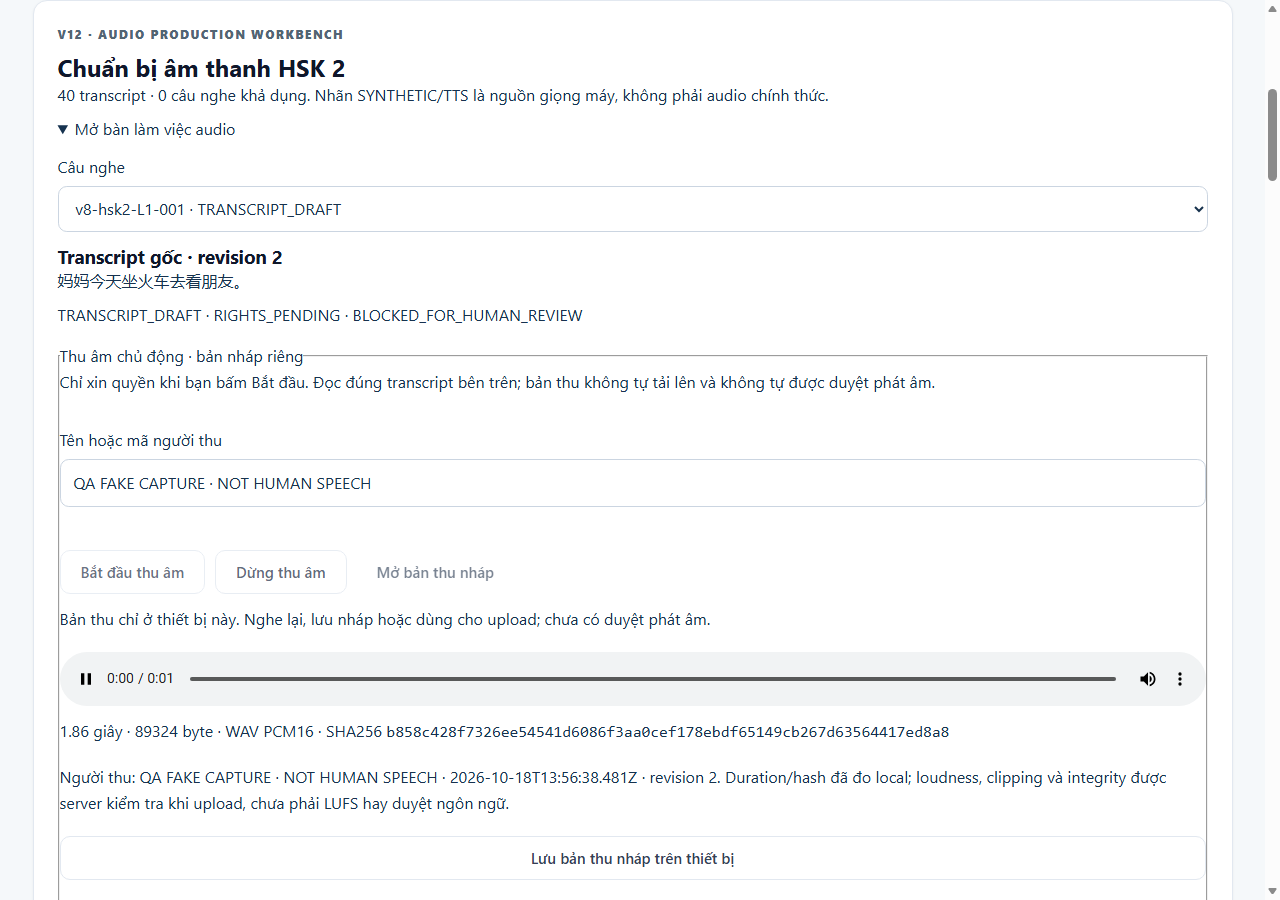 V12 · AUDIO PRODUCTION WORKBENCH
Chuẩn bị âm thanh HSK 2
40 transcript · 0 câu nghe khả dụng. Nhãn SYNTHETIC/TTS là nguồn giọng máy, không phải audio chính thức.
▼ Mở bàn làm việc audio
Câu nghe
v8-hsk2-L1-001 · TRANSCRIPT_DRAFT
Transcript gốc · revision 2
妈妈今天坐火车去看朋友。
TRANSCRIPT_DRAFT · RIGHTS_PENDING · BLOCKED_FOR_HUMAN_REVIEW
Thu âm chủ động · bản nháp riêng
Chỉ xin quyền khi bạn bấm Bắt đầu. Đọc đúng transcript bên trên; bản thu không tự tải lên và không tự được duyệt phát âm.
Tên hoặc mã người thu
QA FAKE CAPTURE · NOT HUMAN SPEECH
Bắt đầu thu âm Dừng thu âm Mở bản thu nháp
Bản thu chỉ ở thiết bị này. Nghe lại, lưu nháp hoặc dùng cho upload; chưa có duyệt phát âm.
0:00 / 0:01
1.86 giây · 89324 byte · WAV PCM16 · SHA256 b858c428f7326ee54541d6086f3aa0cef178ebdf65149cb267d63564417ed8a8
Người thu: QA FAKE CAPTURE · NOT HUMAN SPEECH · 2026-10-18T13:56:38.481Z · revision 2. Duration/hash đã đo local; loudness, clipping và integrity được
server kiểm tra khi upload, chưa phải LUFS hay duyệt ngôn ngữ.
Lưu bản thu nháp trên thiết bị